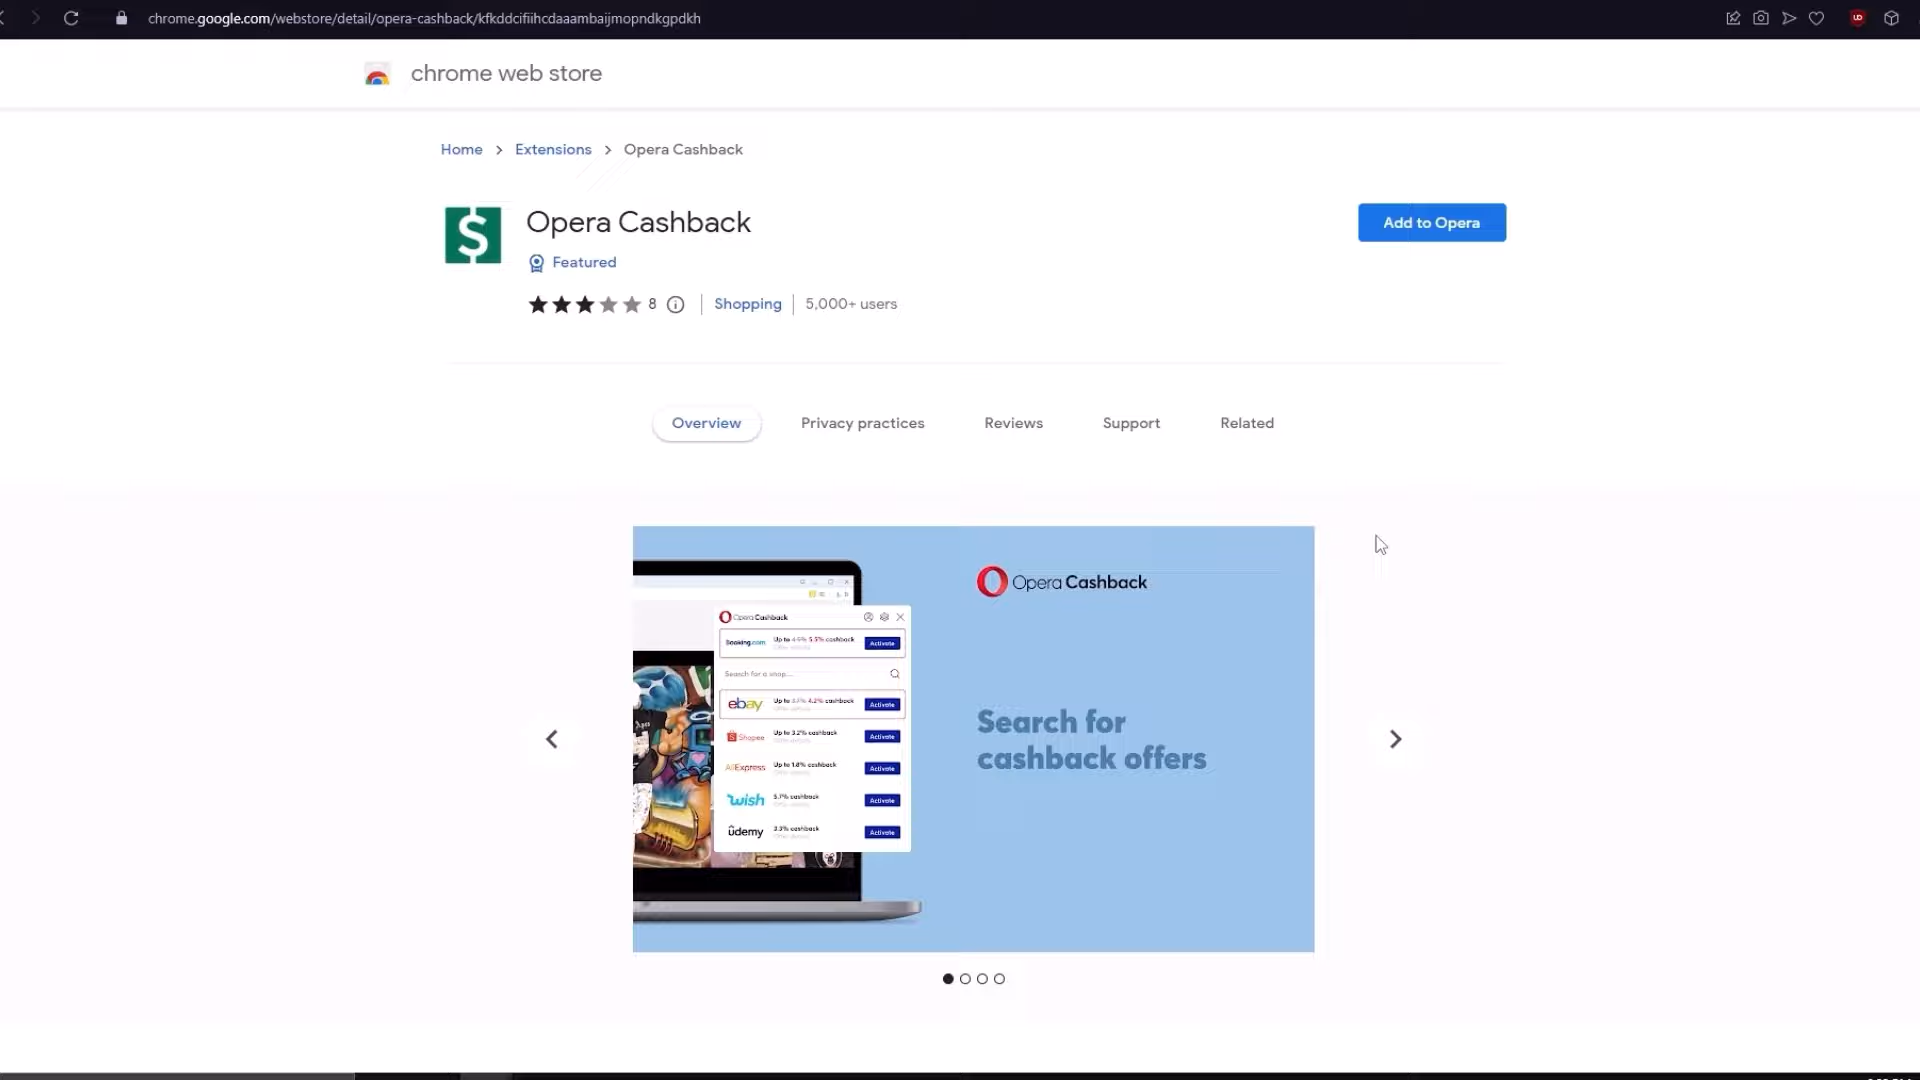 chrome.google.com/webstore/detail/opera-cashback/kfkddcifiihcdaaambaijmopndkgpdkh
chrome web store
Home > Extensions > Opera Cashback
Opera Cashback
Add to Opera
Featured
8 | Shopping | 5,000+ users
Overview
Privacy practices
Reviews
Support
Related
Opera Cashback
Search for
cashback offers
Opera Cashback
Booking.com Up to 4.9% 5.5% cashback Activate
Search for a shop...
ebay Up to 3.7% 4.2% cashback Activate
Shopee Up to 3.2% cashback Activate
AliExpress Up to 1.8% cashback Activate
wish 5.7% cashback Activate
ûdemy 3.3% cashback Activate